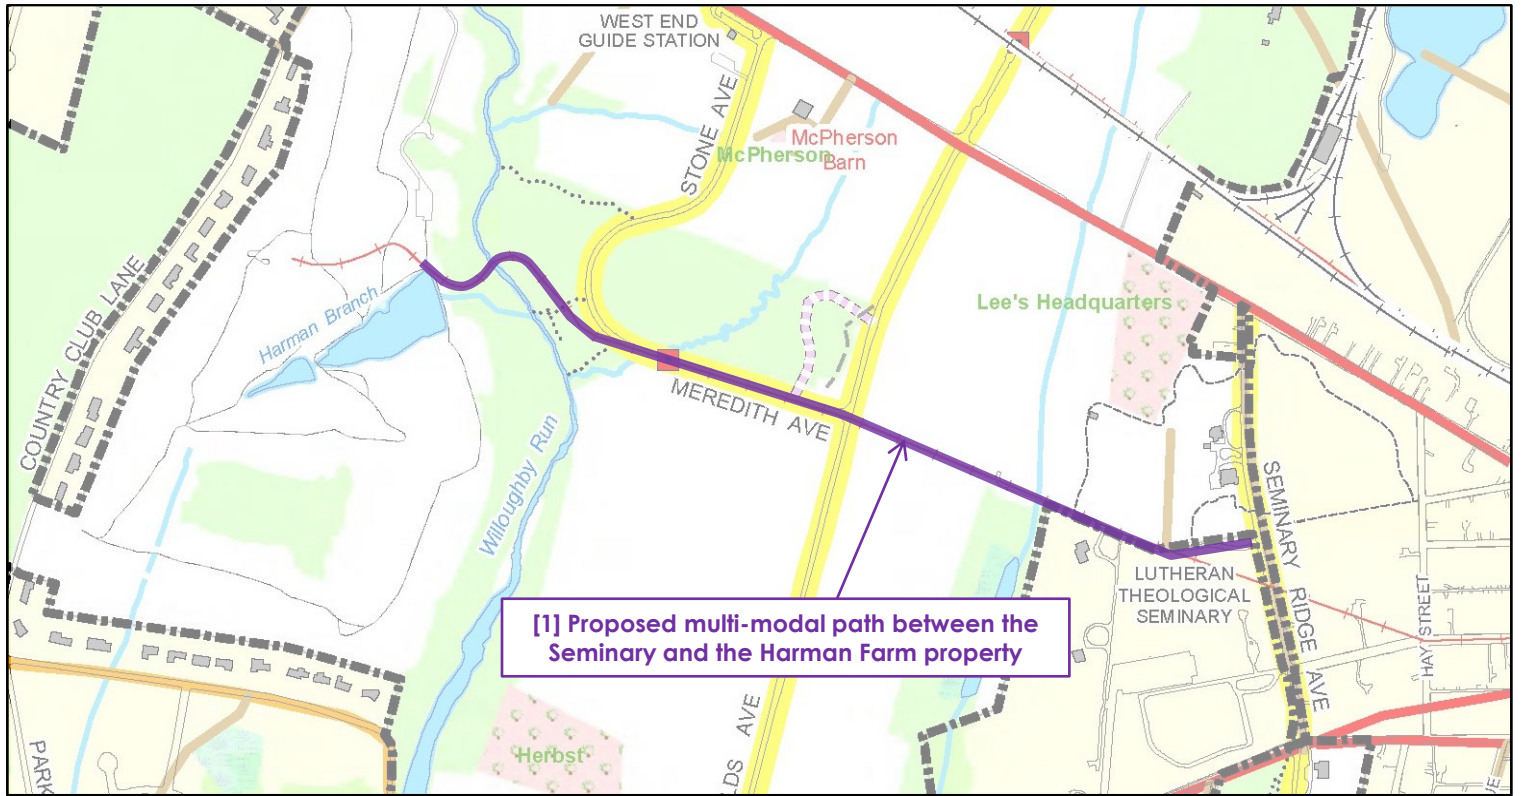 WEST END
GUIDE STATION
STONE AVE
McPherson
Barn
McPherson
COUNTRY CLUB LANE
Harman Branch
Lee's Headquarters
MEREDITH AVE
Willoughby Run
SEMINARY RIDGE AVE
LUTHERAN
THEOLOGICAL
SEMINARY
HAY STREET
[1] Proposed multi-modal path between the
Seminary and the Harman Farm property
PARK
Herbst
LDS AVE